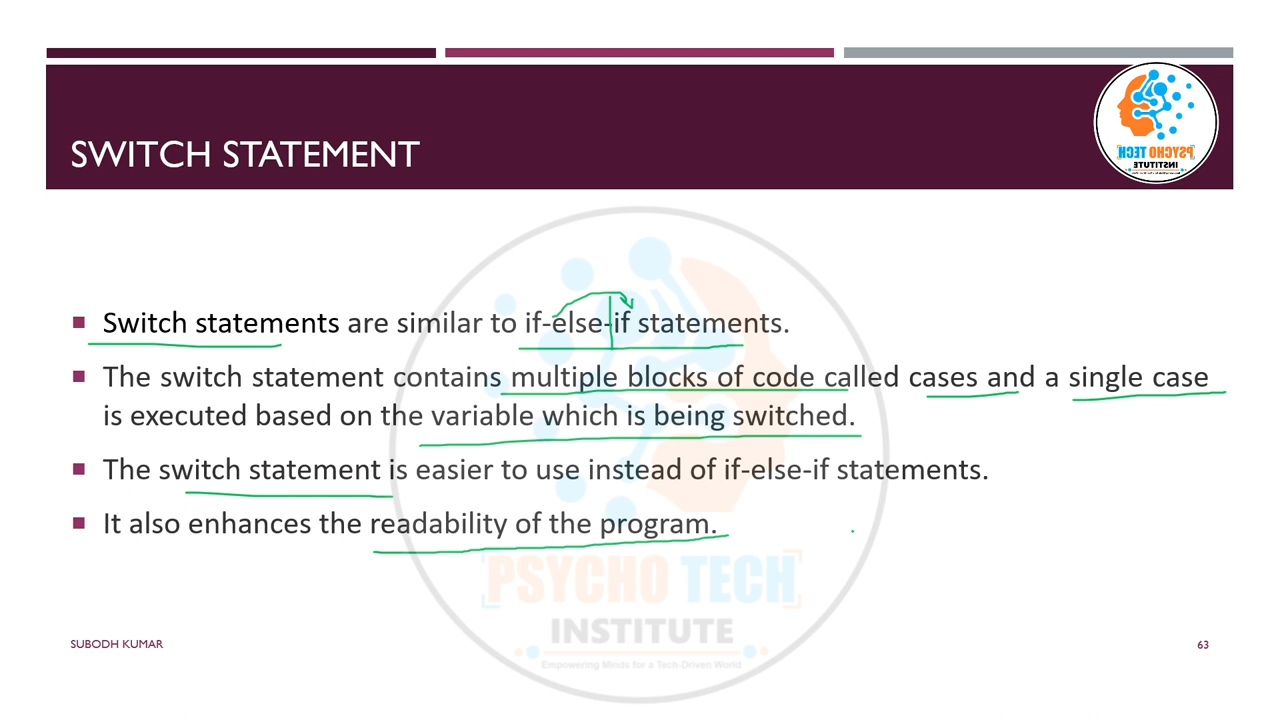 SWITCH STATEMENT
PSYCHO TECH
INSTITUTE
Switch statements are similar to if-else-if statements.
The switch statement contains multiple blocks of code called cases and a single case
is executed based on the variable which is being switched.
The switch statement is easier to use instead of if-else-if statements.
It also enhances the readability of the program.
PSYCHO TECH
INSTITUTE
Empowering Minds for a Tech-Driven World
SUBODH KUMAR
63